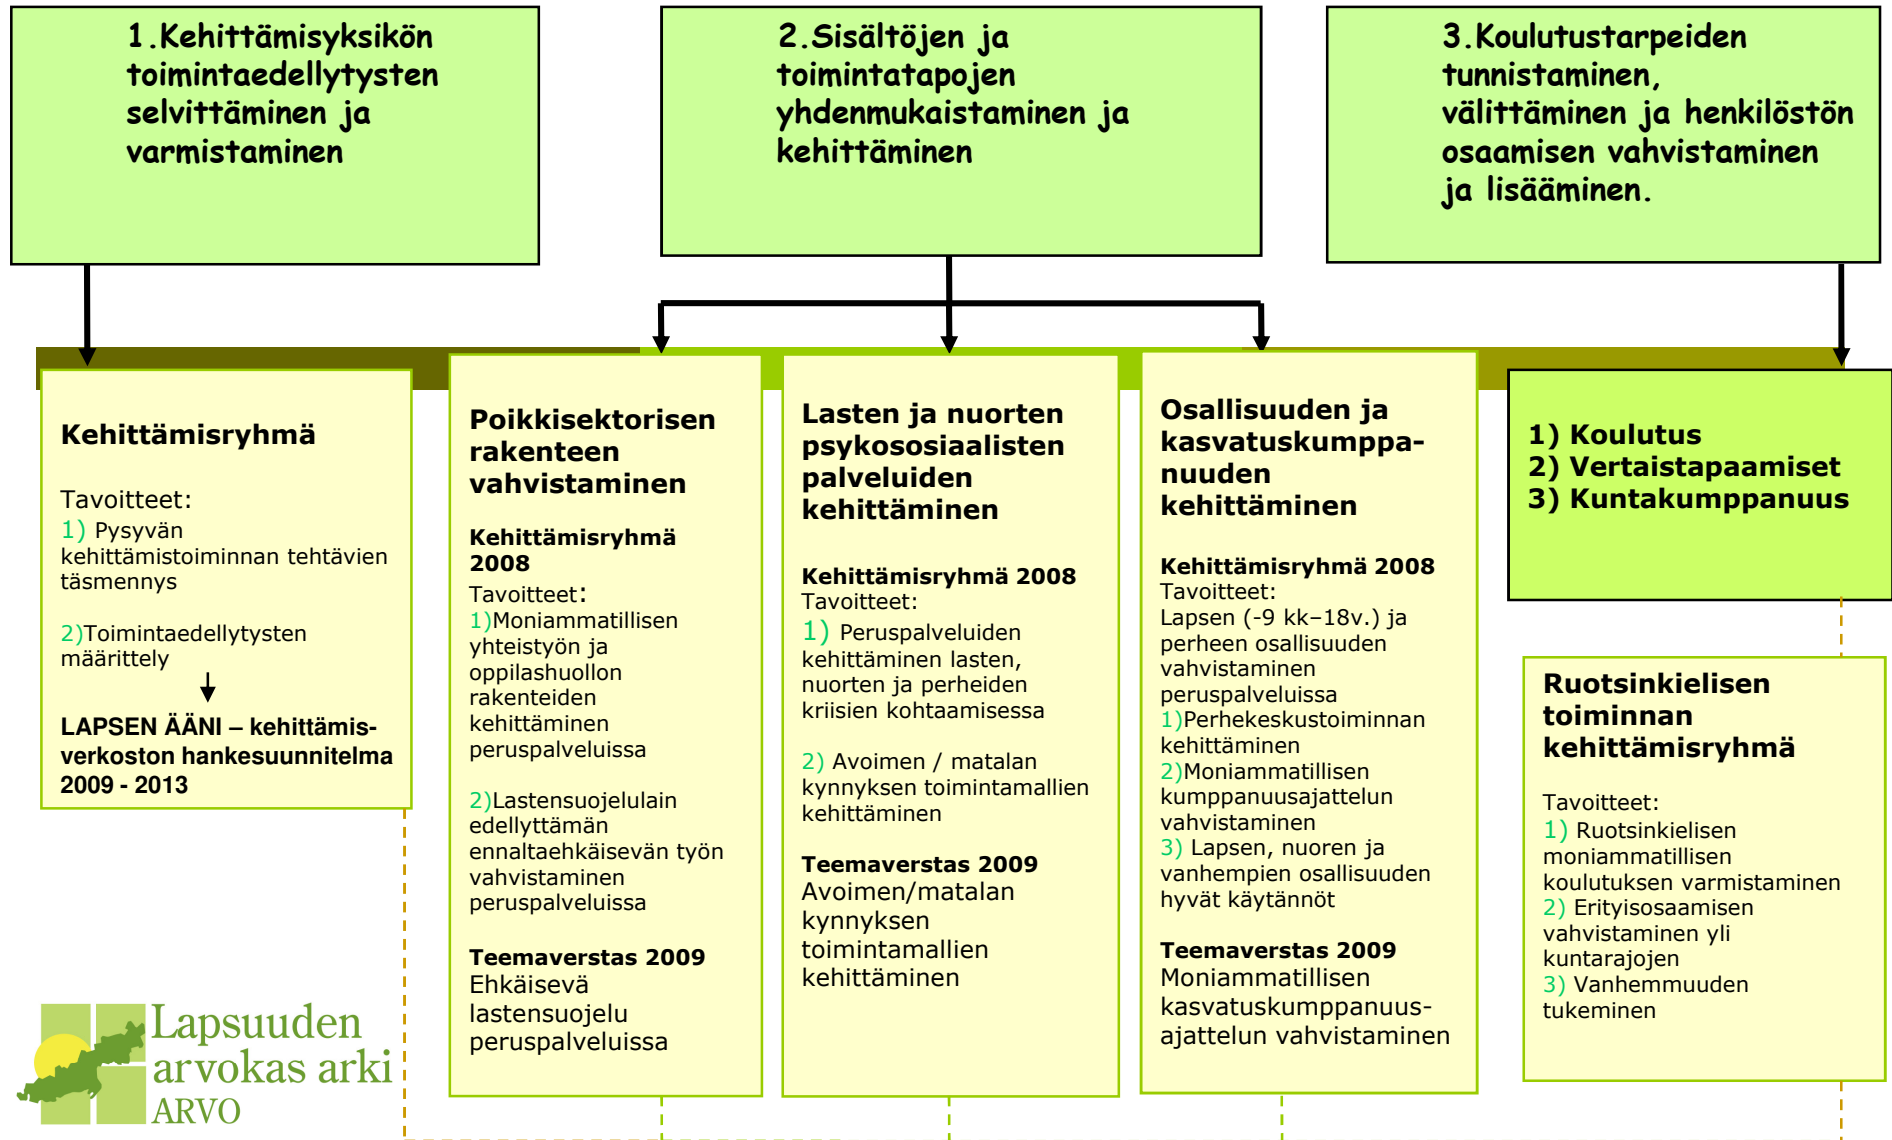 1.Kehittämisyksikön
toimintaedellytysten
selvittäminen ja
varmistaminen
2.Sisältöjen ja
toimintatapojen
yhdenmukaistaminen ja
kehittäminen
3.Koulutustarpeiden
tunnistaminen,
välittäminen ja henkilöstön
osaamisen vahvistaminen
ja lisääminen.
Kehittämisryhmä
Tavoitteet:
1) Pysyvän
kehittämistoiminnan tehtävien
täsmennys
2)Toimintaedellytysten
määrittely
LAPSEN ÄÄNI – kehittämis-
verkoston hankesuunnitelma
2009 - 2013
Poikkisektorisen
rakenteen
vahvistaminen
Kehittämisryhmä
2008
Tavoitteet:
1)Moniammatillisen
yhteistyön ja
oppilashuollon
rakenteiden
kehittäminen
peruspalveluissa
2)Lastensuojelulain
edellyttämän
ennaltaehkäisevän työn
vahvistaminen
peruspalveluissa
Teemaverstas 2009
Ehkäisevä
lastensuojelu
peruspalveluissa
Lasten ja nuorten
psykososiaalisten
palveluiden
kehittäminen
Kehittämisryhmä 2008
Tavoitteet:
1) Peruspalveluiden
kehittäminen lasten,
nuorten ja perheiden
kriisien kohtaamisessa
2) Avoimen / matalan
kynnyksen toimintamallien
kehittäminen
Teemaverstas 2009
Avoimen/matalan
kynnyksen
toimintamallien
kehittäminen
Osallisuuden ja
kasvatuskumppa-
nuuden
kehittäminen
Kehittämisryhmä 2008
Tavoitteet:
Lapsen (-9 kk–18v.) ja
perheen osallisuuden
vahvistaminen
peruspalveluissa
1)Perhekeskustoiminnan
kehittäminen
2)Moniammatillisen
kumppanuusajattelun
vahvistaminen
3) Lapsen, nuoren ja
vanhempien osallisuuden
hyvät käytännöt
Teemaverstas 2009
Moniammatillisen
kasvatuskumppanuus-
ajattelun vahvistaminen
1) Koulutus
2) Vertaistapaamiset
3) Kuntakumppanuus
Ruotsinkielisen
toiminnan
kehittämisryhmä
Tavoitteet:
1) Ruotsinkielisen
moniammatillisen
koulutuksen varmistaminen
2) Erityisosaamisen
vahvistaminen yli
kuntarajojen
3) Vanhemmuuden
tukeminen
Lapsuuden
arvokas arki
ARVO